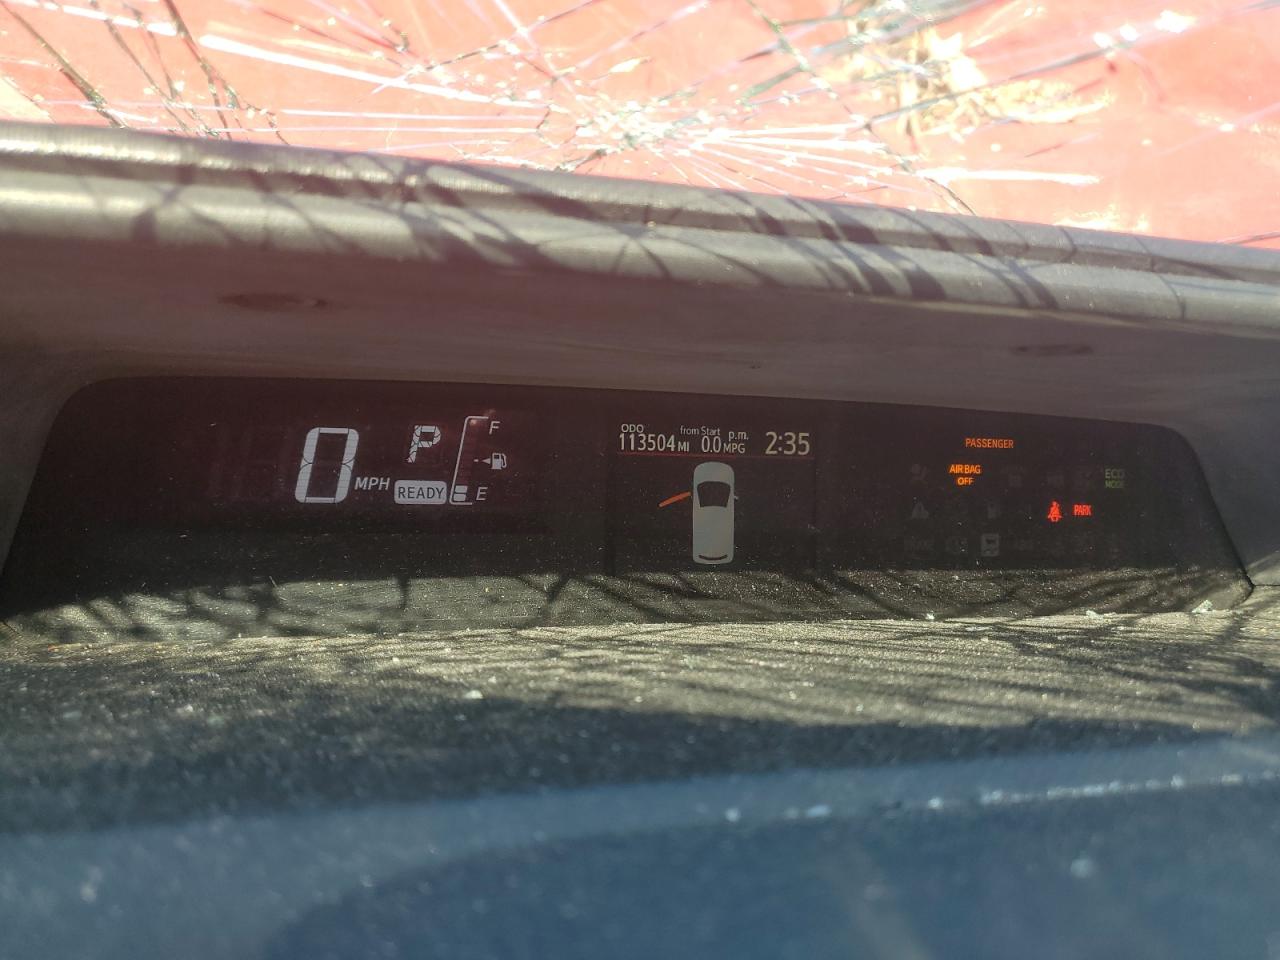 0 MPH
P
READY
F
E
ODO from Start p.m.
113504 MI 0.0 MPG 2:35
PASSENGER
AIR BAG
OFF
ECO
MODE
PARK